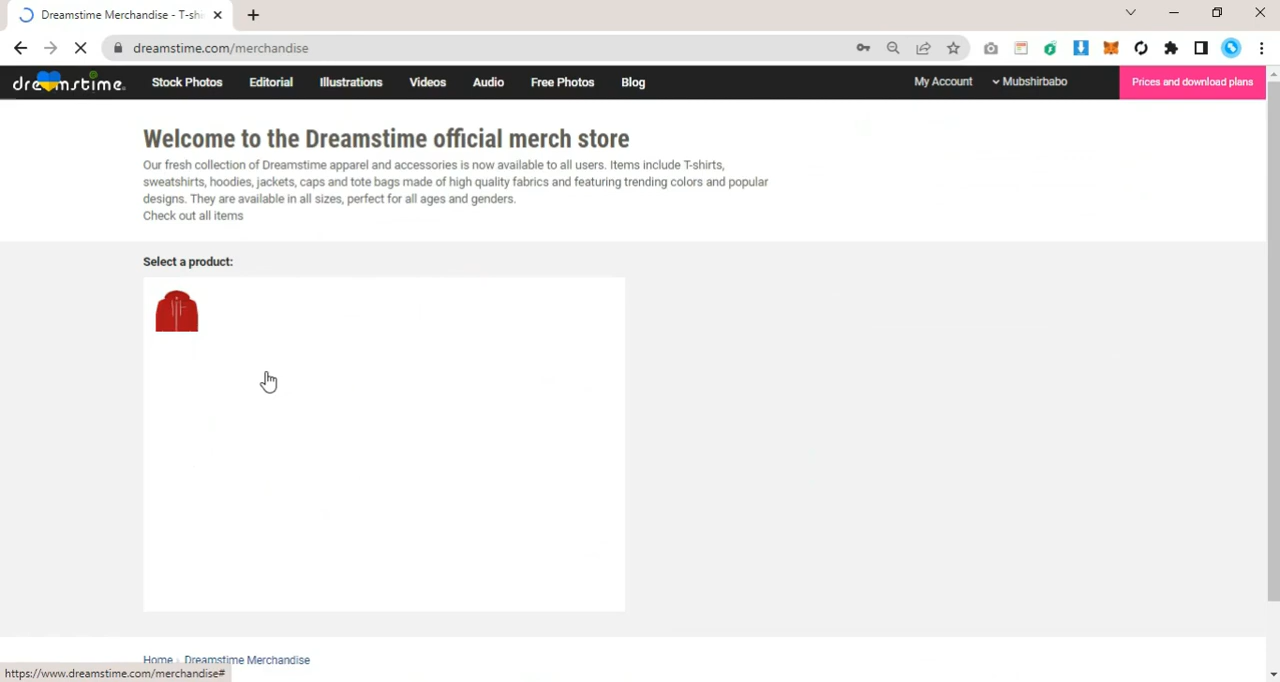 Dreamstime Merchandise - T-shi
dreamstime.com/merchandise
dreamstime.
Stock Photos Editorial Illustrations Videos Audio Free Photos Blog My Account Mubshirbabo Prices and download plans
Welcome to the Dreamstime official merch store
Our fresh collection of Dreamstime apparel and accessories is now available to all users. Items include T-shirts,
sweatshirts, hoodies, jackets, caps and tote bags made of high quality fabrics and featuring trending colors and popular
designs. They are available in all sizes, perfect for all ages and genders.
Check out all items
Select a product:
Home Dreamstime Merchandise
https://www.dreamstime.com/merchandise#